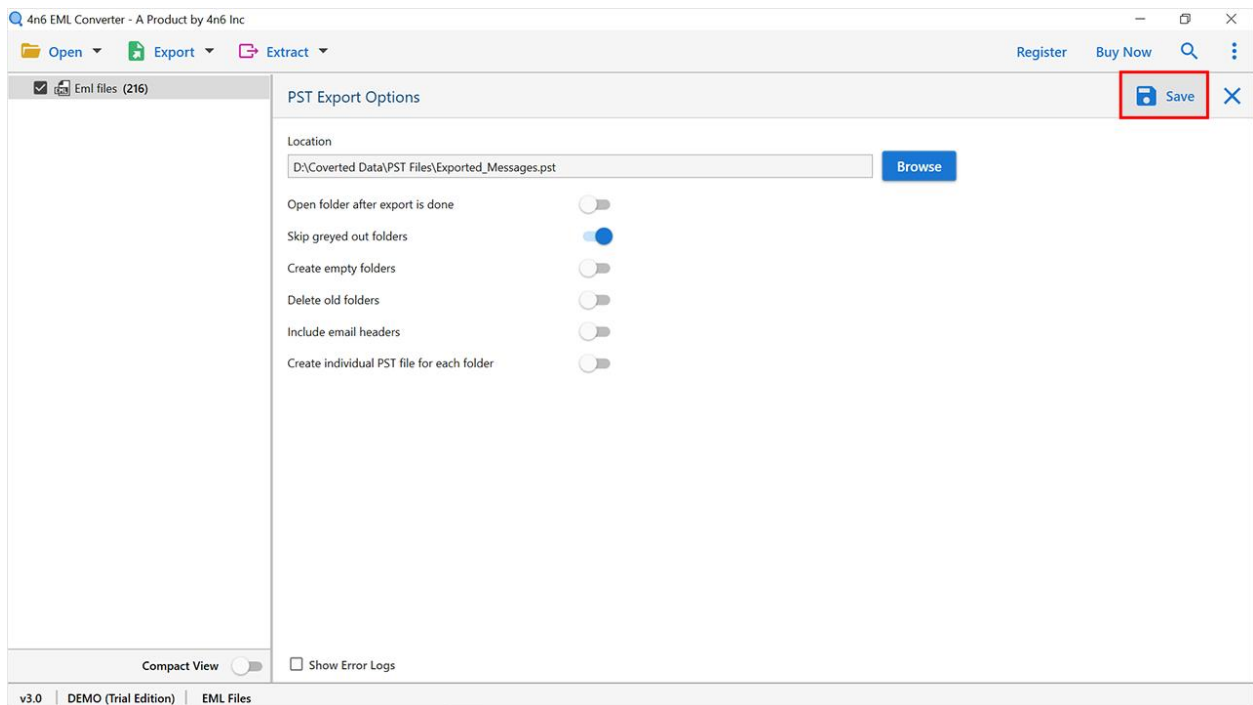 4n6 EML Converter - A Product by 4n6 Inc
Open Export Extract Register Buy Now
Eml files (216)
PST Export Options Save
Location
D:\Coverted Data\PST Files\Exported_Messages.pst Browse
Open folder after export is done
Skip greyed out folders
Create empty folders
Delete old folders
Include email headers
Create individual PST file for each folder
Compact View Show Error Logs
v3.0 DEMO (Trial Edition) EML Files